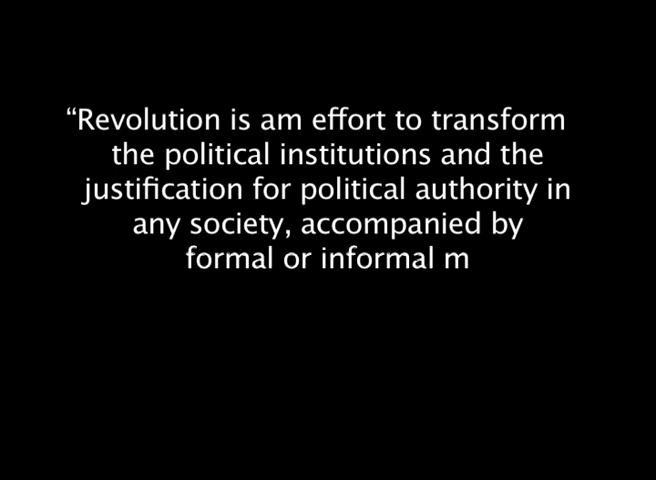 “Revolution is am effort to transform
the political institutions and the
justification for political authority in
any society, accompanied by
formal or informal m